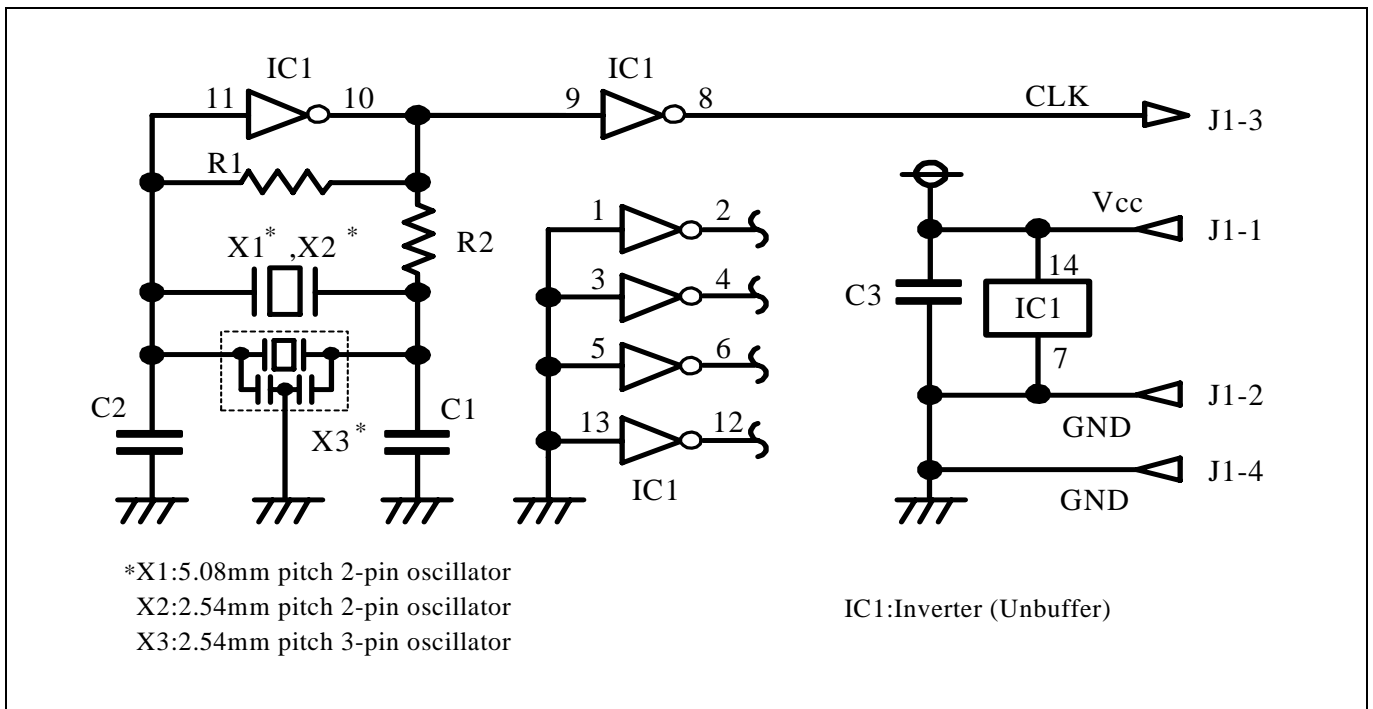 IC1
IC1
11
10
9
8
CLK
J1-3
R1
R2
X1* ,X2 *
1
2
Vcc
J1-1
3
4
14
C3
IC1
5
6
7
C2
C1
X3*
13
12
J1-2
GND
IC1
J1-4
GND
*X1:5.08mm pitch 2-pin oscillator
X2:2.54mm pitch 2-pin oscillator
X3:2.54mm pitch 3-pin oscillator
IC1:Inverter (Unbuffer)